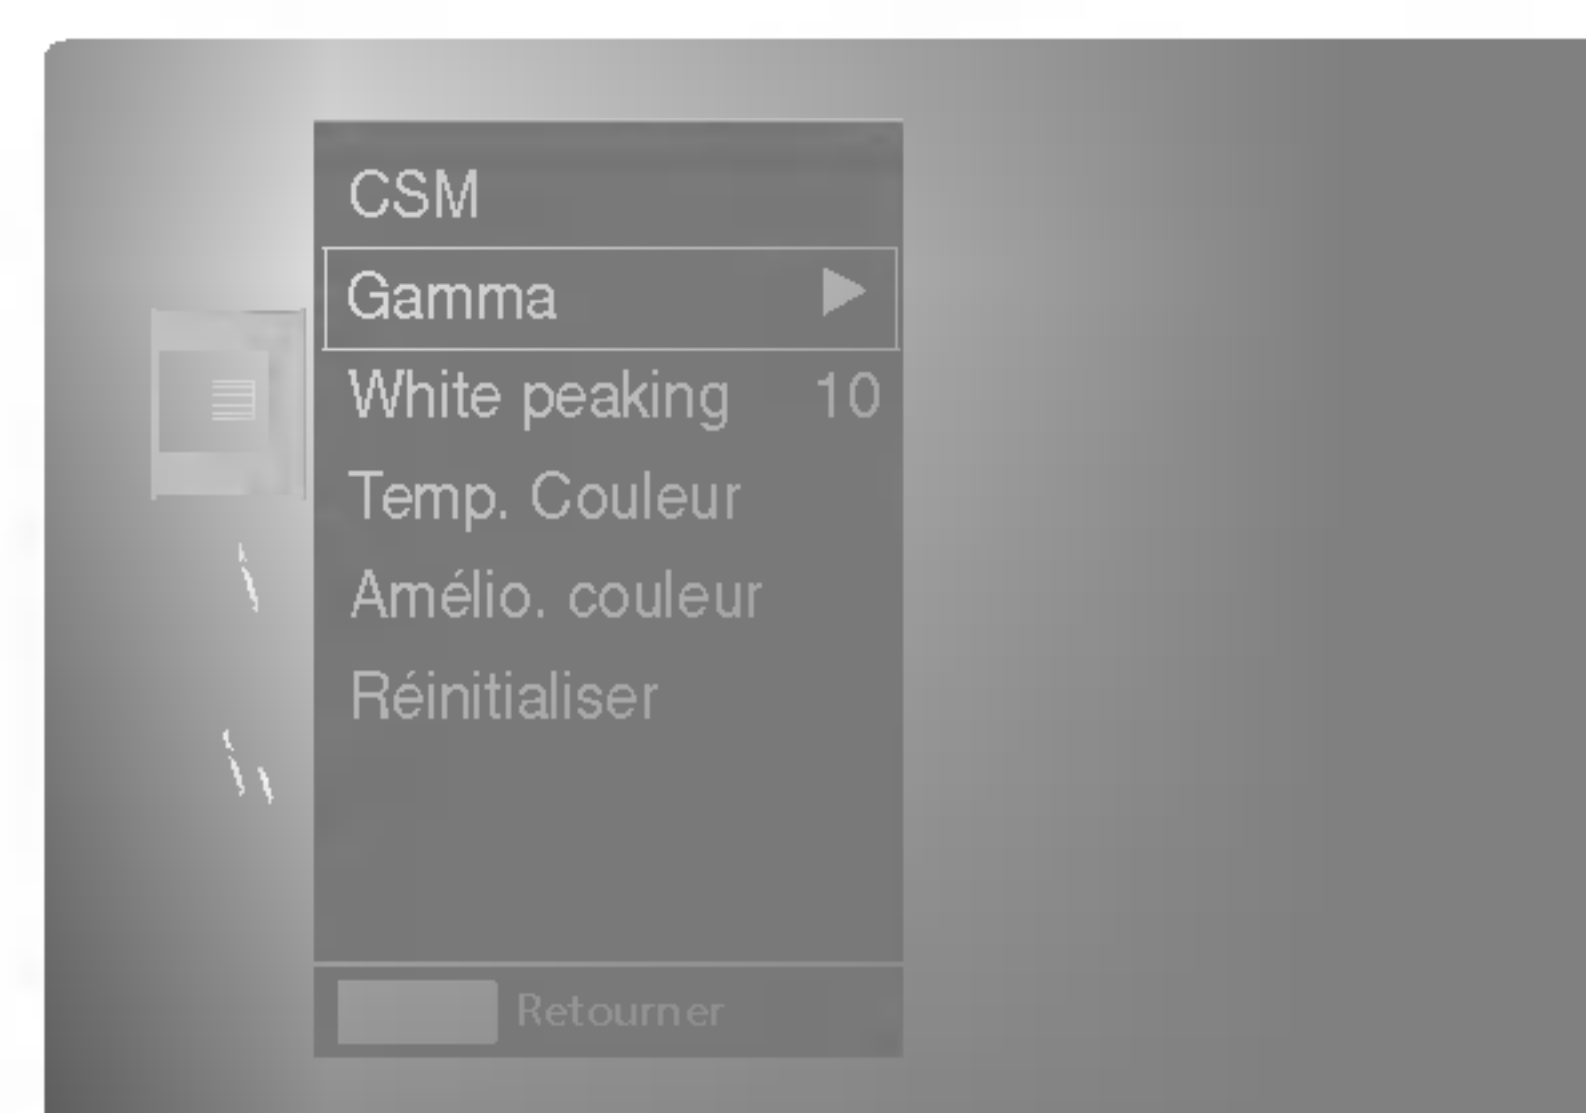 CSM
Gamma
White peaking 10
Temp. Couleur
Amélio. couleur
Réinitialiser
Retourner